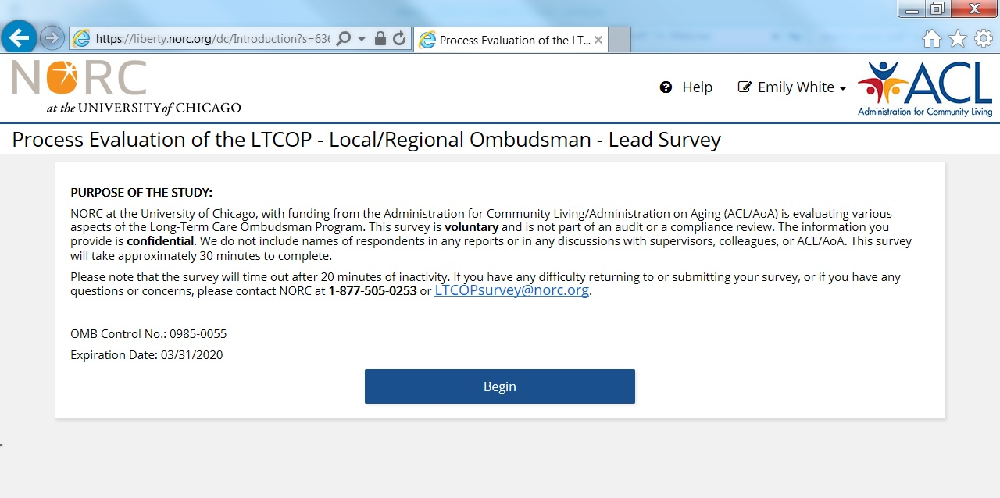 https://liberty.norc.org/dc/Introduction?s=636
Process Evaluation of the LT...
NORC
at the UNIVERSITY of CHICAGO
Help
Emily White
ACL
Administration for Community Living
Process Evaluation of the LTCOP - Local/Regional Ombudsman - Lead Survey
PURPOSE OF THE STUDY:
NORC at the University of Chicago, with funding from the Administration for Community Living/Administration on Aging (ACL/AoA) is evaluating various
aspects of the Long-Term Care Ombudsman Program. This survey is voluntary and is not part of an audit or a compliance review. The information you
provide is confidential. We do not include names of respondents in any reports or in any discussions with supervisors, colleagues, or ACL/AoA. This survey
will take approximately 30 minutes to complete.
Please note that the survey will time out after 20 minutes of inactivity. If you have any difficulty returning to or submitting your survey, or if you have any
questions or concerns, please contact NORC at 1-877-505-0253 or LTCOPsurvey@norc.org.
OMB Control No.: 0985-0055
Expiration Date: 03/31/2020
Begin